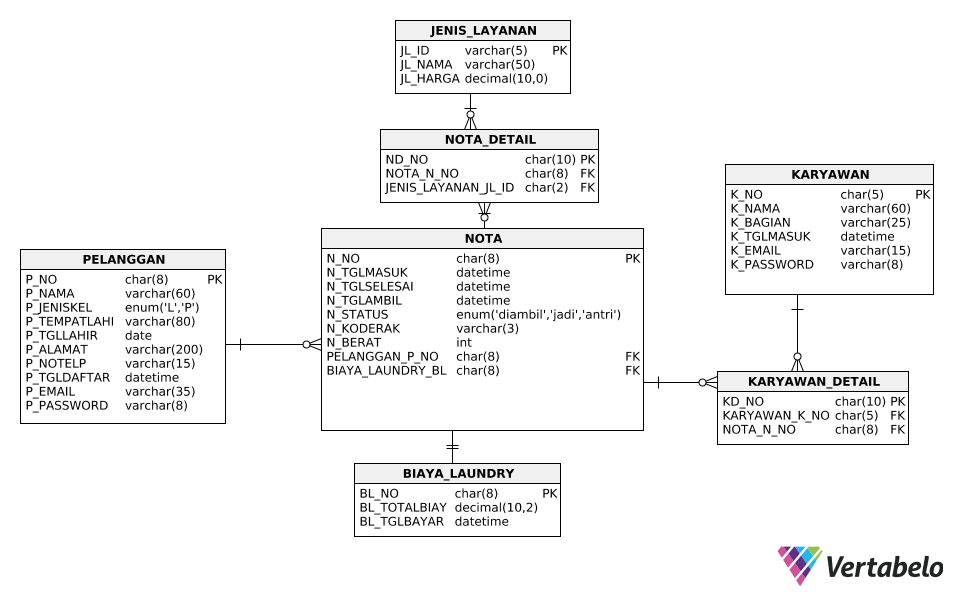 JENIS_LAYANAN
JL_ID varchar(5) PK
JL_NAMA varchar(50)
JL_HARGA decimal(10,0)
NOTA_DETAIL
ND_NO char(10) PK
NOTA_N_NO char(8) FK
JENIS_LAYANAN_JL_ID char(2) FK
KARYAWAN
K_NO char(5) PK
K_NAMA varchar(60)
K_BAGIAN varchar(25)
K_TGLMASUK datetime
K_EMAIL varchar(15)
K_PASSWORD varchar(8)
PELANGGAN
P_NO char(8) PK
P_NAMA varchar(60)
P_JENISKEL enum('L','P')
P_TEMPATLAHI varchar(80)
P_TGLLAHIR date
P_ALAMAT varchar(200)
P_NOTELP varchar(15)
P_TGLDAFTAR datetime
P_EMAIL varchar(35)
P_PASSWORD varchar(8)
NOTA
N_NO char(8) PK
N_TGLMASUK datetime
N_TGLSELESAI datetime
N_TGLAMBIL datetime
N_STATUS enum('diambil','jadi','antri')
N_KODERAK varchar(3)
N_BERAT int
PELANGGAN_P_NO char(8) FK
BIAYA_LAUNDRY_BL char(8) FK
KARYAWAN_DETAIL
KD_NO char(10) PK
KARYAWAN_K_NO char(5) FK
NOTA_N_NO char(8) FK
BIAYA_LAUNDRY
BL_NO char(8) PK
BL_TOTALBIAY decimal(10,2)
BL_TGLBAYAR datetime
Vertabelo